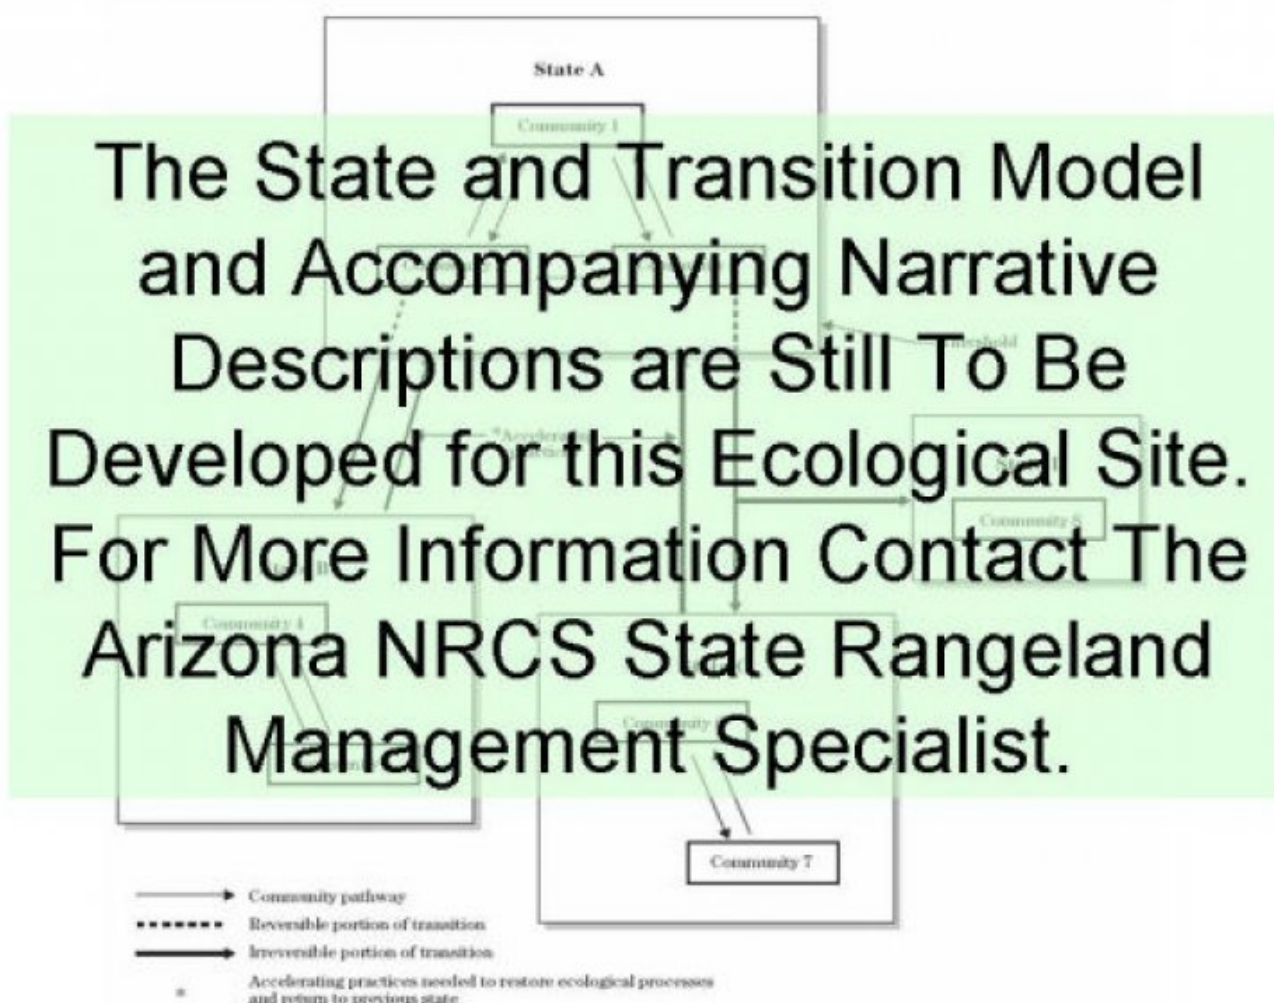 State A
Community 1
The State and Transition Model
and Accompanying Narrative
Descriptions are Still To Be
Developed for this Ecological Site.
For More Information Contact The
Arizona NRCS State Rangeland
Management Specialist.
Community 4
Community 7
Community pathway
Reversible portion of transition
Irreversible portion of transition
* Accelerating practices needed to restore ecological processes
and return to previous state